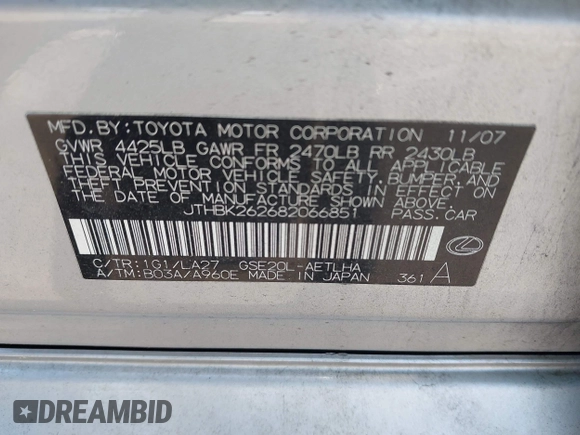 MFD. BY: TOYOTA MOTOR CORPORATION 11/07
GVWR 4425LB GAWR FR 2470LB RR 2430LB
THIS VEHICLE CONFORMS TO ALL APPLICABLE
FEDERAL MOTOR VEHICLE SAFETY, BUMPER, AND
THEFT PREVENTION STANDARDS IN EFFECT ON
THE DATE OF MANUFACTURE SHOWN ABOVE.
JTHBK262682066851 PASS. CAR
C/TR: 1G1/LA27 GSE20L-AETLHA
A/TM: B03A/A960E MADE IN JAPAN 361 A
DREAMBID